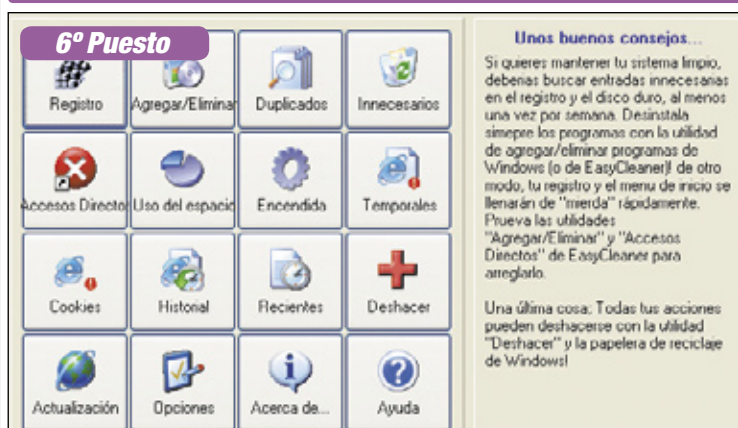 6º Puesto
Registro
Agregar/Elimina
Duplicados
Innecesarios
Accesos Director
Uso del espacio
Encendida
Temporales
Cookies
Historial
Recientes
Deshacer
Actualización
Opciones
Acerca de...
Ayuda
Unos buenos consejos...
Si quieres mantener tu sistema limpio,
deberias buscar entradas innecesarias
en el registro y el disco duro, al menos
una vez por semana. Desinstala
simepre los programas con la utilidad
de agregar/eliminar programas de
Windows (o de EasyCleaner)! de otro
modo, tu registro y el menu de inicio se
llenarán de "mierda" rápidamente.
Prueva las utilidades
"Agregar/Eliminar" y "Accesos
Directos" de EasyCleaner para
arreglarlo.
Una última cosa; Todas tus acciones
pueden deshacerse con la utilidad
"Deshacer" y la papelera de reciclaje
de Windows!